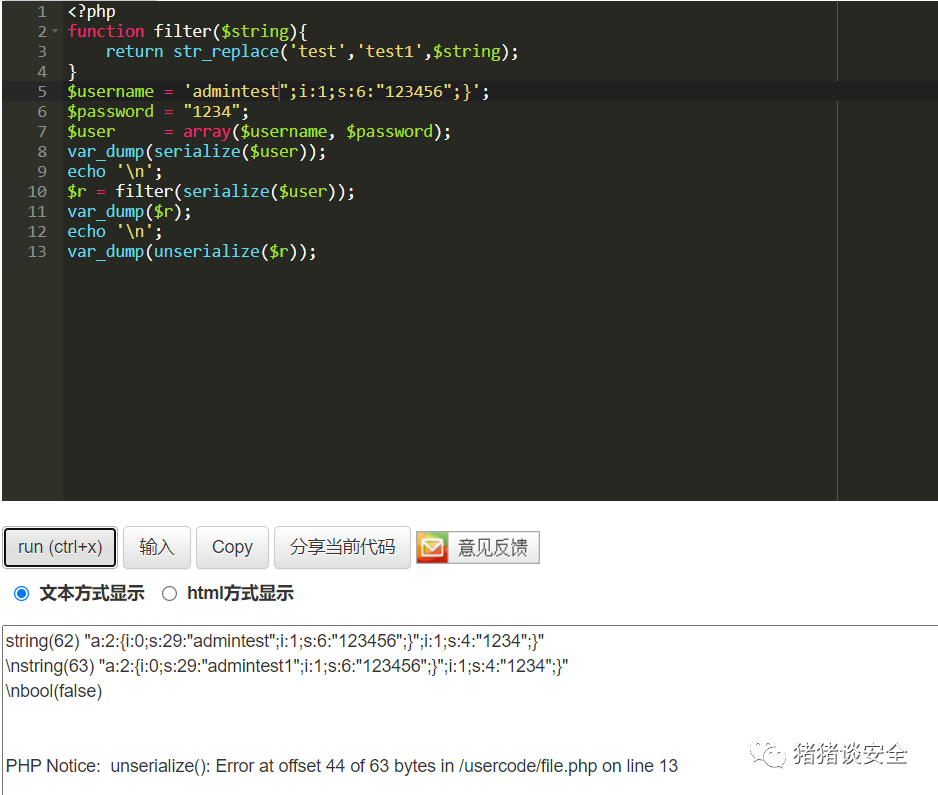 1 <?php
2 function filter($string){
3     return str_replace('test','test1',$string);
4 }
5 $username = 'admintest";i:1;s:6:"123456";}';
6 $password = "1234";
7 $user     = array($username, $password);
8 var_dump(serialize($user));
9 echo '\n';
10 $r = filter(serialize($user));
11 var_dump($r);
12 echo '\n';
13 var_dump(unserialize($r));
run (ctrl+x) 输入 Copy 分享当前代码 意见反馈
文本方式显示 html方式显示
string(62) "a:2:{i:0;s:29:"admintest";i:1;s:6:"123456";}";i:1;s:4:"1234";}"
\nstring(63) "a:2:{i:0;s:29:"admintest1";i:1;s:6:"123456";}";i:1;s:4:"1234";}"
\nbool(false)
PHP Notice:  unserialize(): Error at offset 44 of 63 bytes in /usercode/file.php on line 13
猪猪谈安全